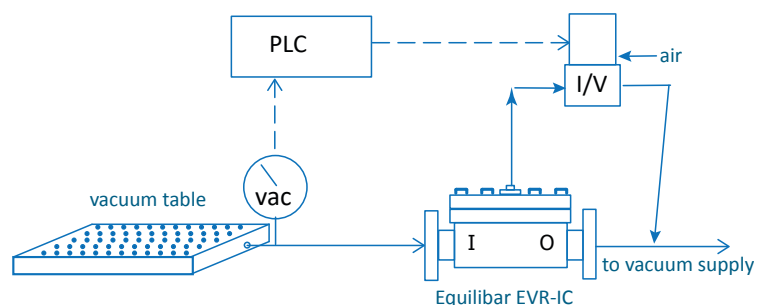 PLC
air
I/V
vacuum table
vac
I
O
to vacuum supply
Equilibar EVR-IC